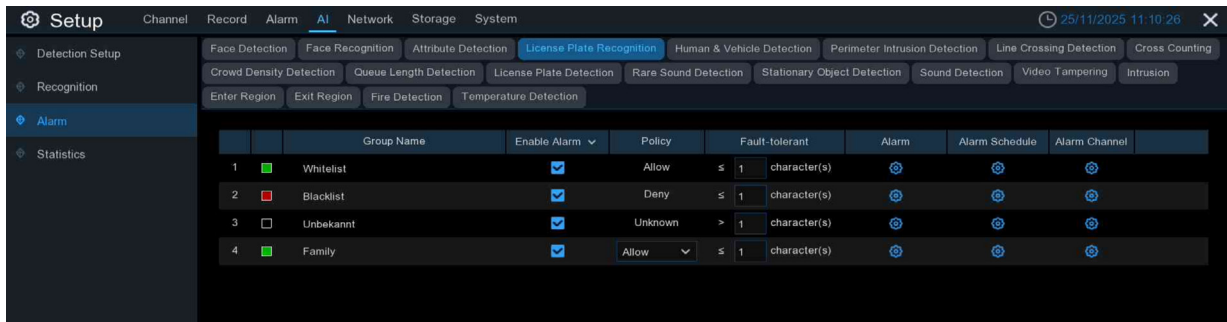 Setup Channel Record Alarm AI Network Storage System 25/11/2025 11:10:26
Detection Setup
Recognition
Alarm
Statistics
Face Detection Face Recognition Attribute Detection License Plate Recognition Human & Vehicle Detection Perimeter Intrusion Detection Line Crossing Detection Cross Counting
Crowd Density Detection Queue Length Detection License Plate Detection Rare Sound Detection Stationary Object Detection Sound Detection Video Tampering Intrusion
Enter Region Exit Region Fire Detection Temperature Detection
Group Name Enable Alarm Policy Fault-tolerant Alarm Alarm Schedule Alarm Channel
1 Whitelist Allow ≤ 1 character(s)
2 Blacklist Deny ≤ 1 character(s)
3 Unbekannt Unknown > 1 character(s)
4 Family Allow ≤ 1 character(s)